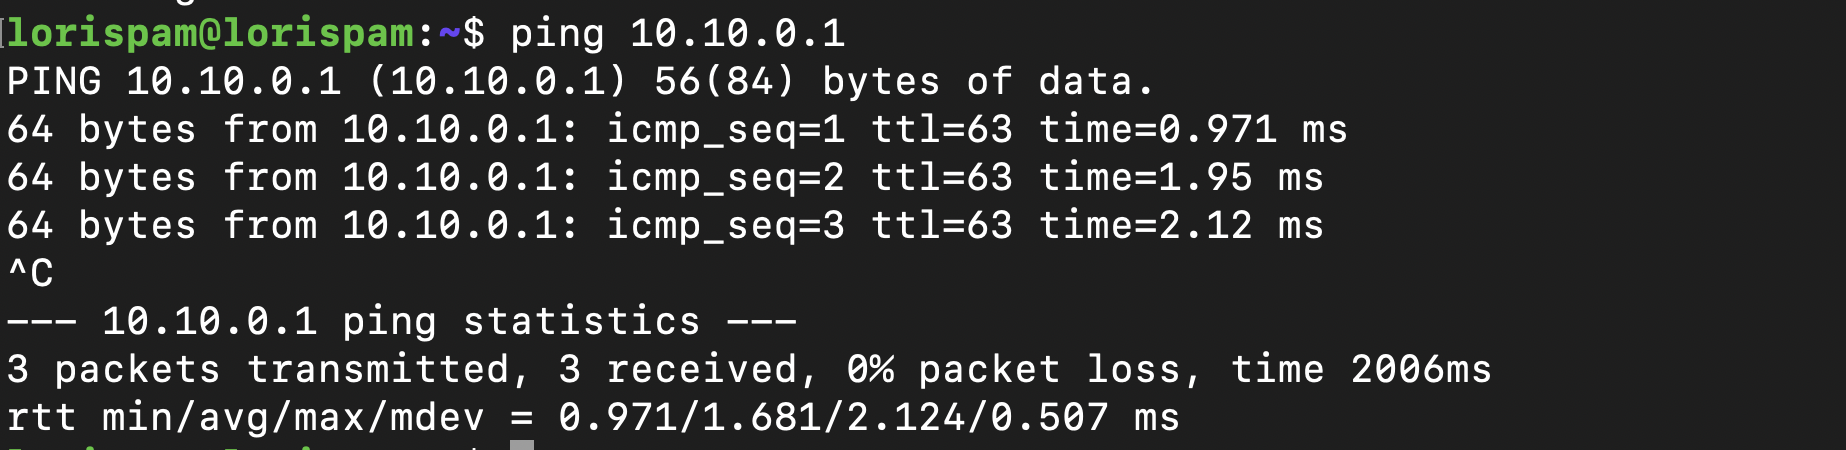 lorispam@lorispam:~$ ping 10.10.0.1
PING 10.10.0.1 (10.10.0.1) 56(84) bytes of data.
64 bytes from 10.10.0.1: icmp_seq=1 ttl=63 time=0.971 ms
64 bytes from 10.10.0.1: icmp_seq=2 ttl=63 time=1.95 ms
64 bytes from 10.10.0.1: icmp_seq=3 ttl=63 time=2.12 ms
^C
--- 10.10.0.1 ping statistics ---
3 packets transmitted, 3 received, 0% packet loss, time 2006ms
rtt min/avg/max/mdev = 0.971/1.681/2.124/0.507 ms